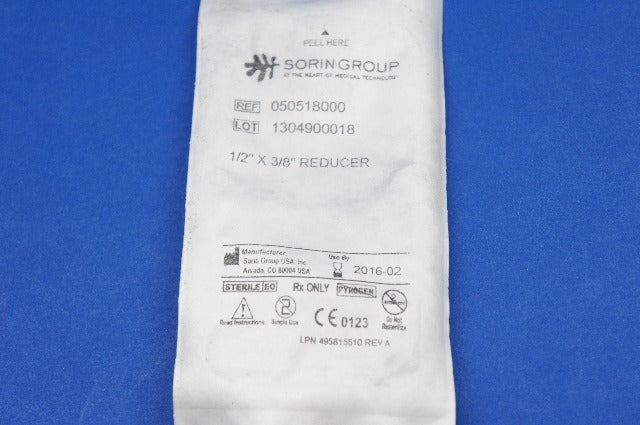 PEEL HERE
SORIN GROUP
AT THE HEART OF MEDICAL TECHNOLOGY
REF 050518000
LOT 1304900018
1/2" X 3/8" REDUCER
Manufacturer
Sorin Group USA, Inc.
Arvada, CO 80004 USA
Use By
2016-02
STERILE EO Rx ONLY PYROGEN
Read Instructions
2
Single Use
CE 0123
Do Not
Resterilize
LPN 495815510 REV A